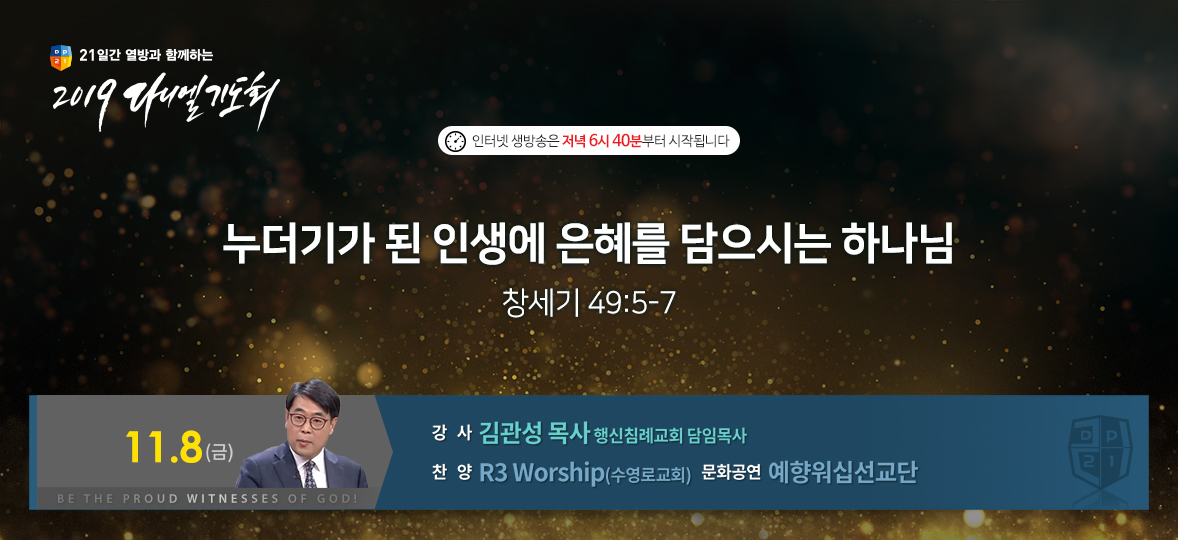 DP
21
21일간 열방과 함께하는
2019 다니엘기도회
인터넷 생방송은 저녁 6시 40분부터 시작됩니다
누더기가 된 인생에 은혜를 담으시는 하나님
창세기 49:5-7
11.8(금)
BE THE PROUD WITNESSES OF GOD!
강 사 김관성 목사 행신침례교회 담임목사
찬 양 R3 Worship(수영로교회) 문화공연 예향워십선교단
DP
21